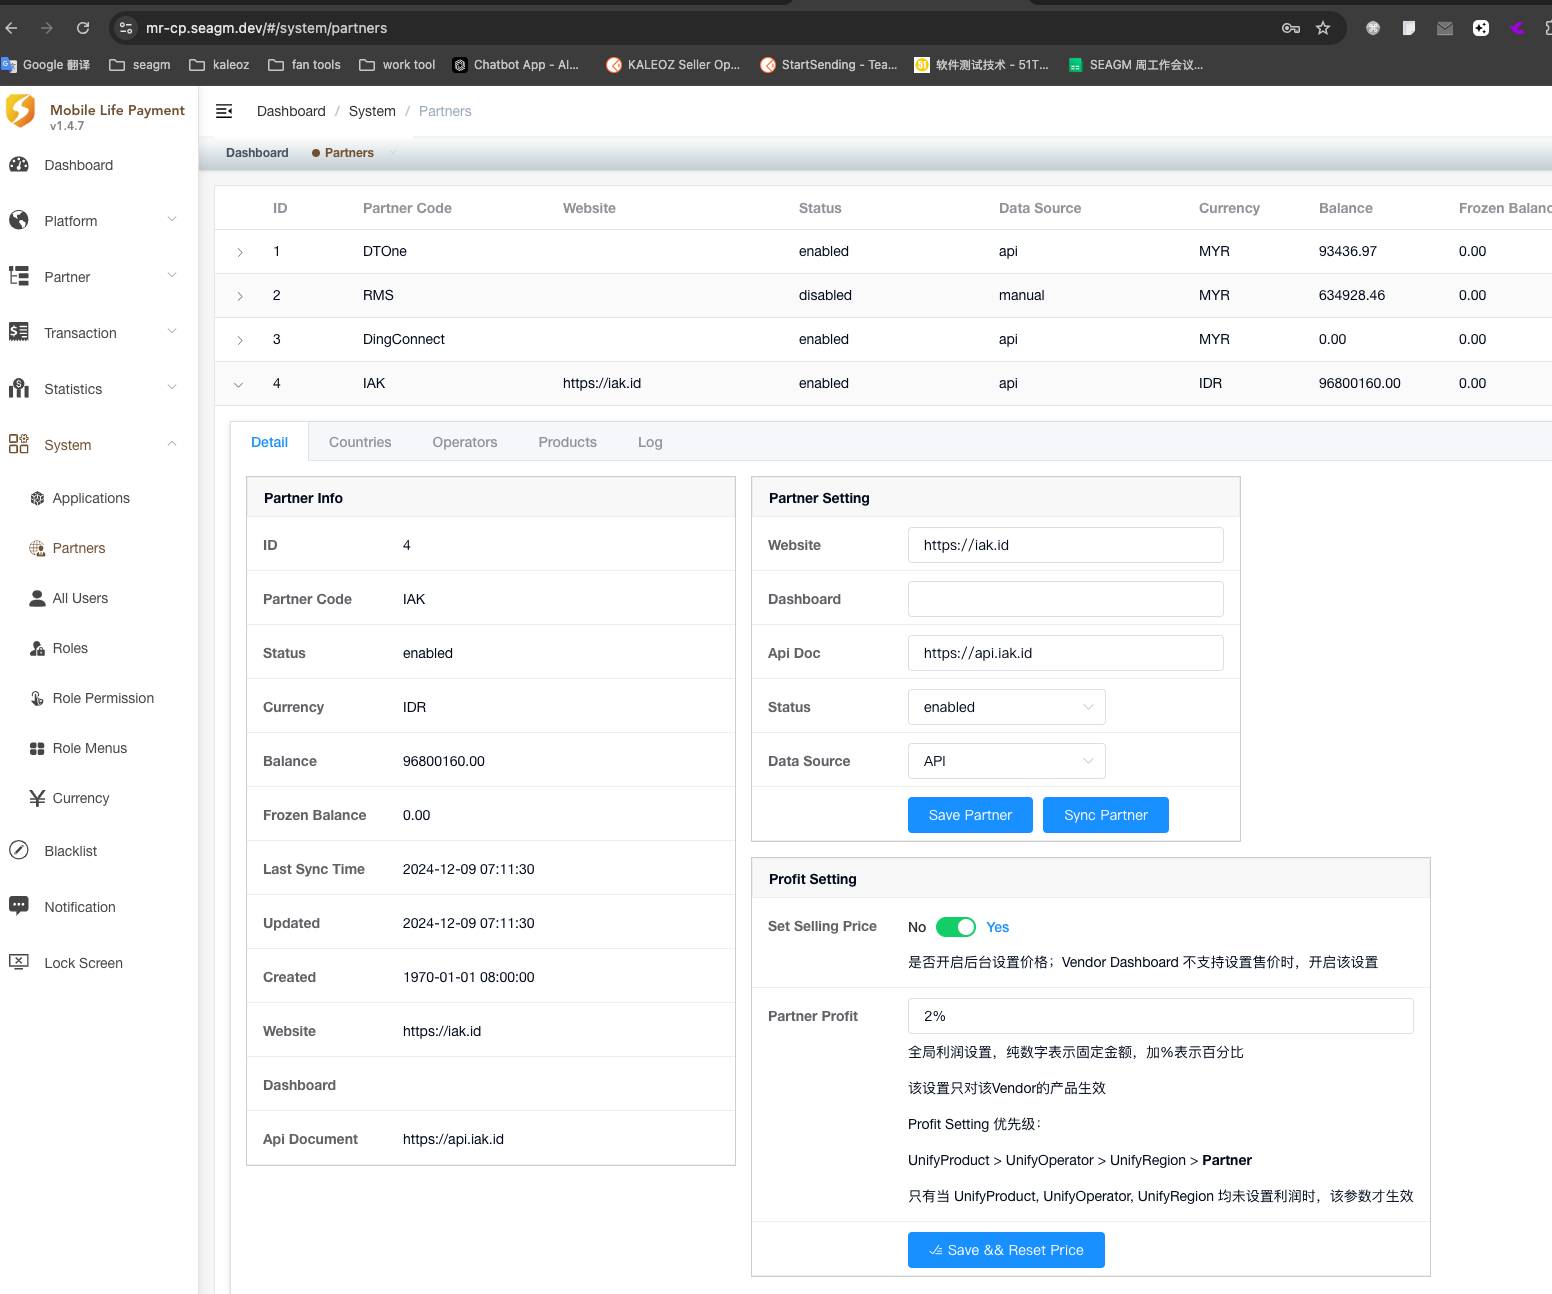 mr-cp.seagm.dev/#/system/partners
Google 翻译 seagm kaleoz fan tools work tool Chatbot App - AI... KALEOZ Seller Op... StartSending - Tea... 软件测试技术 - 51T... SEAGM 周工作会议...
Mobile Life Payment
v1.4.7
Dashboard / System / Partners
Dashboard Partners
Dashboard
Platform
Partner
Transaction
Statistics
System
Applications
Partners
All Users
Roles
Role Permission
Role Menus
Currency
Blacklist
Notification
Lock Screen
ID Partner Code Website Status Data Source Currency Balance Frozen Balanc
1 DTOne enabled api MYR 93436.97 0.00
2 RMS disabled manual MYR 634928.46 0.00
3 DingConnect enabled api MYR 0.00 0.00
4 IAK https://iak.id enabled api IDR 96800160.00 0.00
Detail Countries Operators Products Log
Partner Info
ID 4
Partner Code IAK
Status enabled
Currency IDR
Balance 96800160.00
Frozen Balance 0.00
Last Sync Time 2024-12-09 07:11:30
Updated 2024-12-09 07:11:30
Created 1970-01-01 08:00:00
Website https://iak.id
Dashboard
Api Document https://api.iak.id
Partner Setting
Website https://iak.id
Dashboard
Api Doc https://api.iak.id
Status enabled
Data Source API
Save Partner Sync Partner
Profit Setting
Set Selling Price No Yes
是否开启后台设置价格；Vendor Dashboard 不支持设置售价时，开启该设置
Partner Profit 2%
全局利润设置，纯数字表示固定金额，加%表示百分比
该设置只对该Vendor的产品生效
Profit Setting 优先级：
UnifyProduct > UnifyOperator > UnifyRegion > Partner
只有当 UnifyProduct, UnifyOperator, UnifyRegion 均未设置利润时，该参数才生效
Save && Reset Price